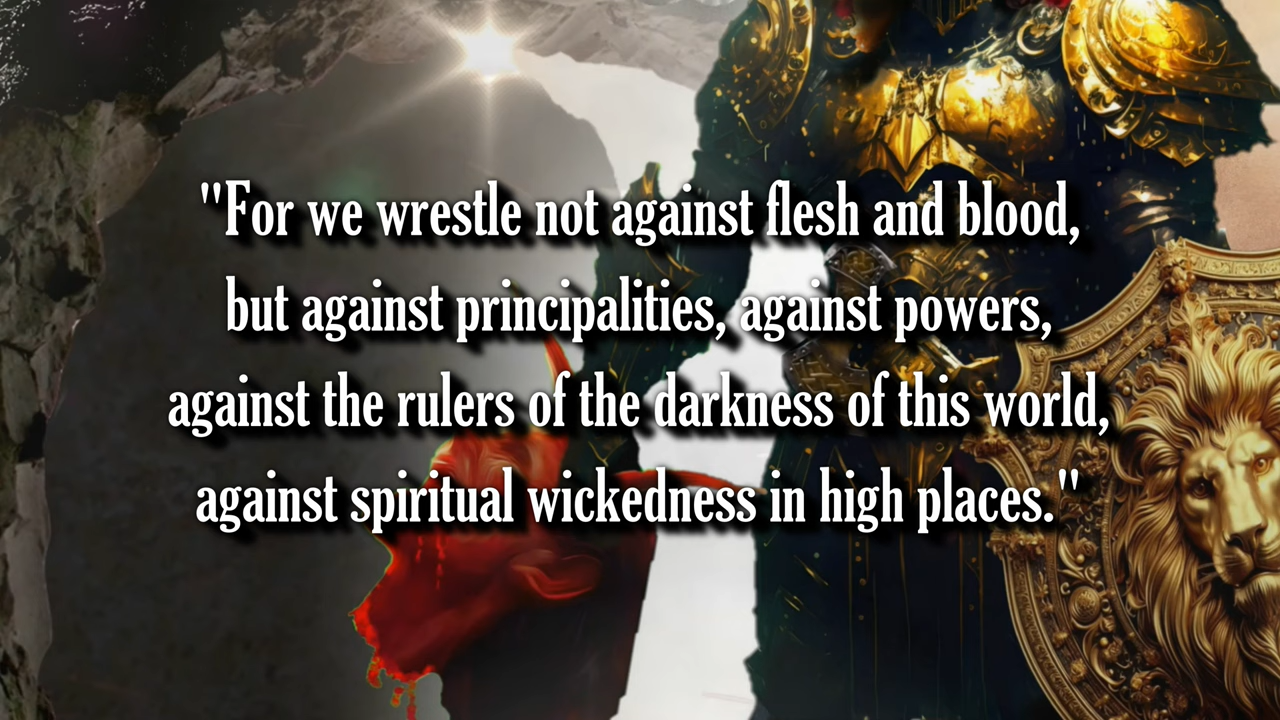 "For we wrestle not against flesh and blood,
but against principalities, against powers,
against the rulers of the darkness of this world,
against spiritual wickedness in high places."